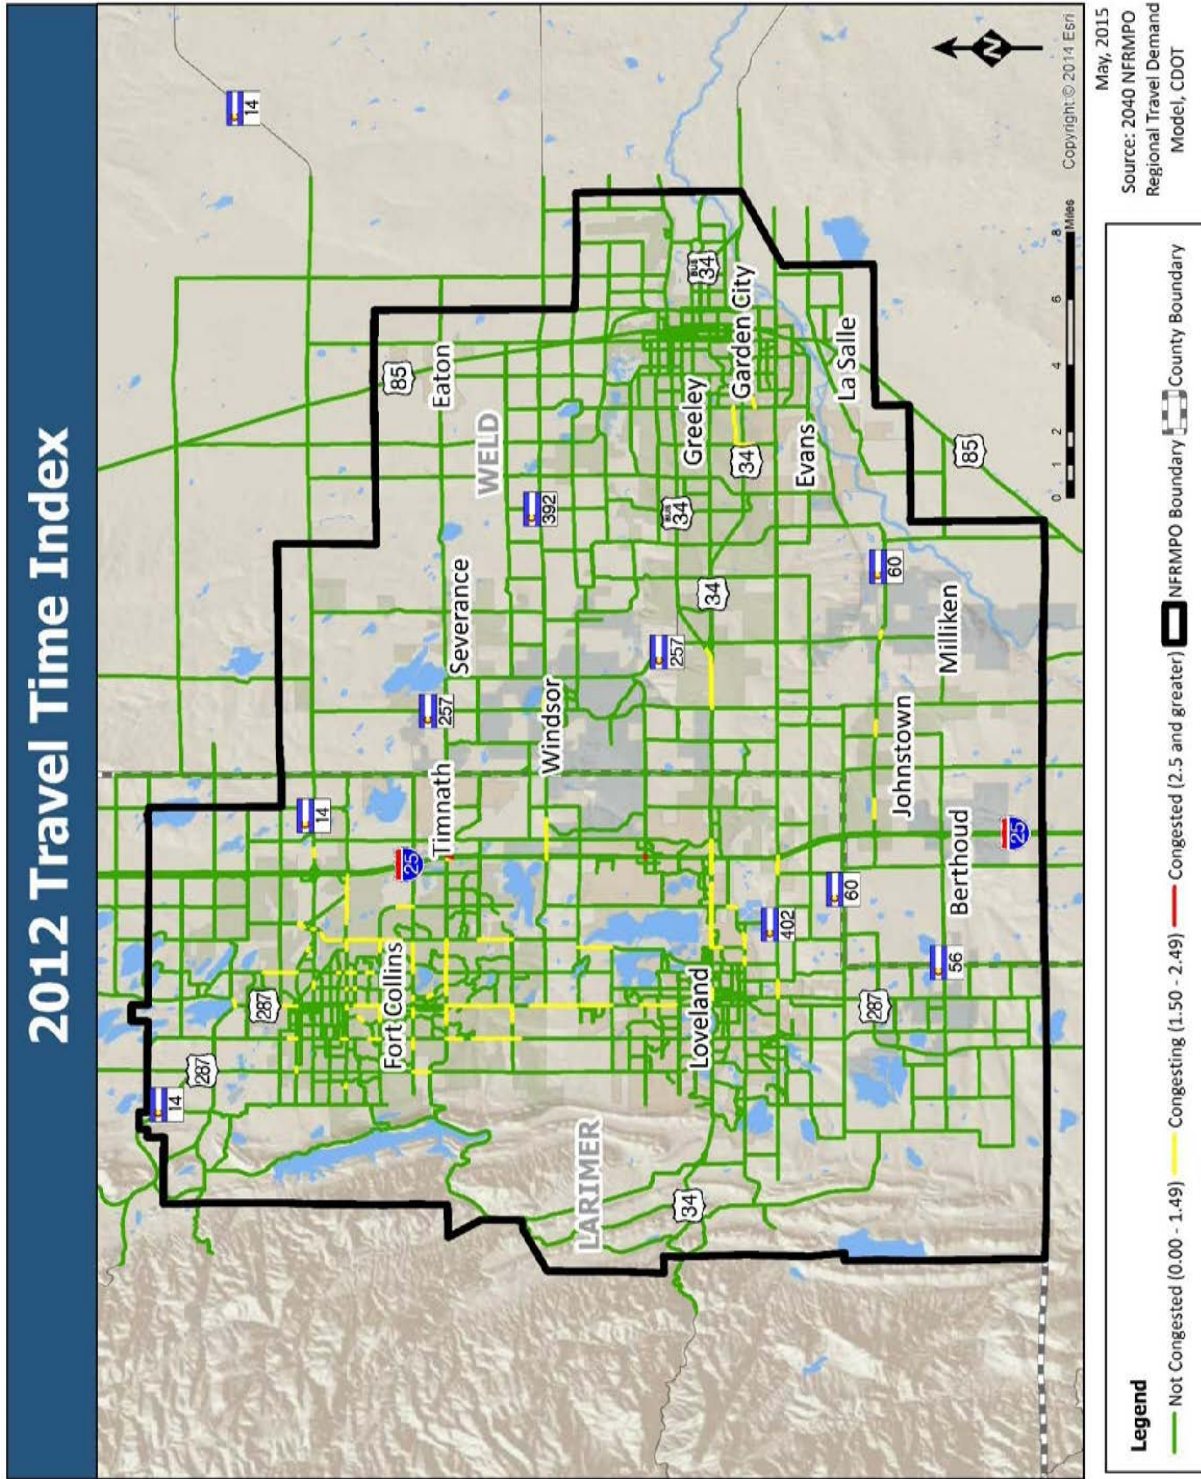 2012 Travel Time Index
14
287
14
287
14
85
Eaton
25
Fort Collins
Timnath
257
Severance
WELD
392
Windsor
LARIMER
257
BUS 34
Greeley
BUS 34
34
Loveland
34
34
Garden City
402
Evans
60
La Salle
287
60
Johnstown
56
Berthoud
Milliken
85
25
N
0 1 2 4 6 8 Miles
Copyright:© 2014 Esri
Legend
Not Congested (0.00 - 1.49)
Congesting (1.50 - 2.49)
Congested (2.5 and greater)
NFRMPO Boundary
County Boundary
May, 2015
Source: 2040 NFRMPO
Regional Travel Demand
Model, CDOT